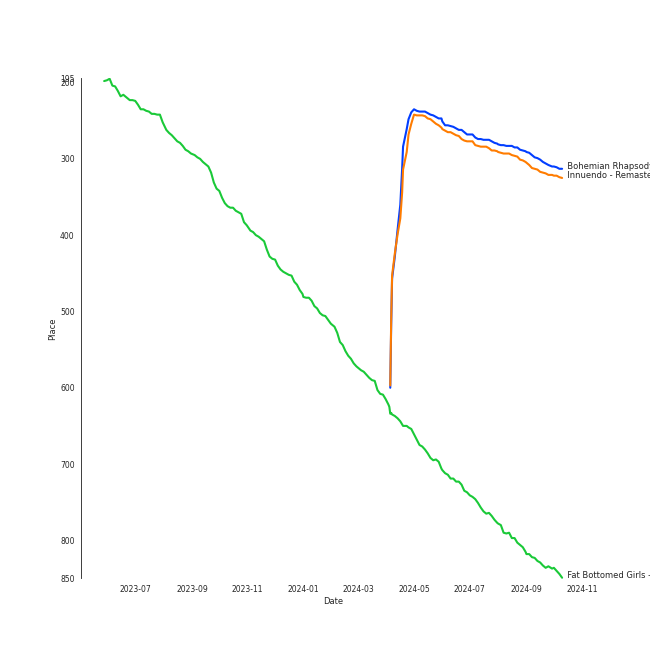 195
200
300
400
500
600
700
800
850
Place
2023-07 2023-09 2023-11 2024-01 2024-03 2024-05 2024-07 2024-09 2024-11
Date
Bohemian Rhapsody
Innuendo - Remaste
Fat Bottomed Girls -